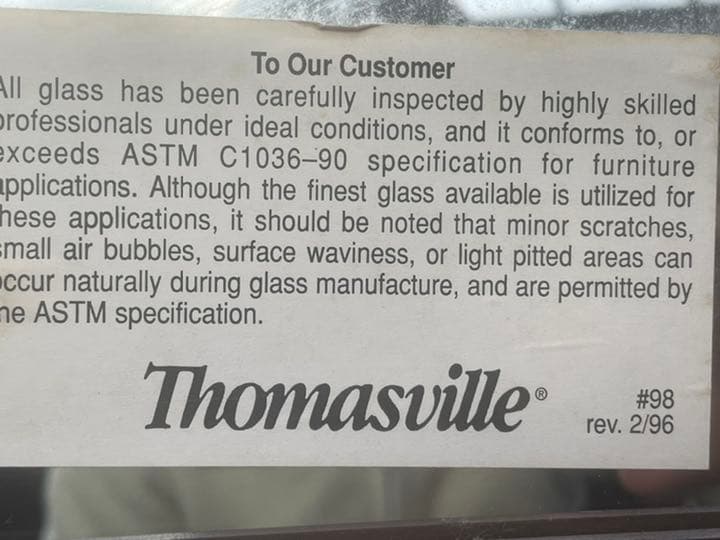 To Our Customer
All glass has been carefully inspected by highly skilled
professionals under ideal conditions, and it conforms to, or
exceeds ASTM C1036–90 specification for furniture
applications. Although the finest glass available is utilized for
these applications, it should be noted that minor scratches,
small air bubbles, surface waviness, or light pitted areas can
occur naturally during glass manufacture, and are permitted by
the ASTM specification.
Thomasville®
#98
rev. 2/96